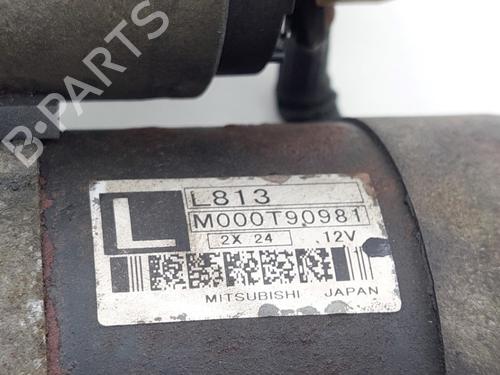 B-PARTS
L
L813
M000T90981
2X 24 12V
MITSUBISHI JAPAN